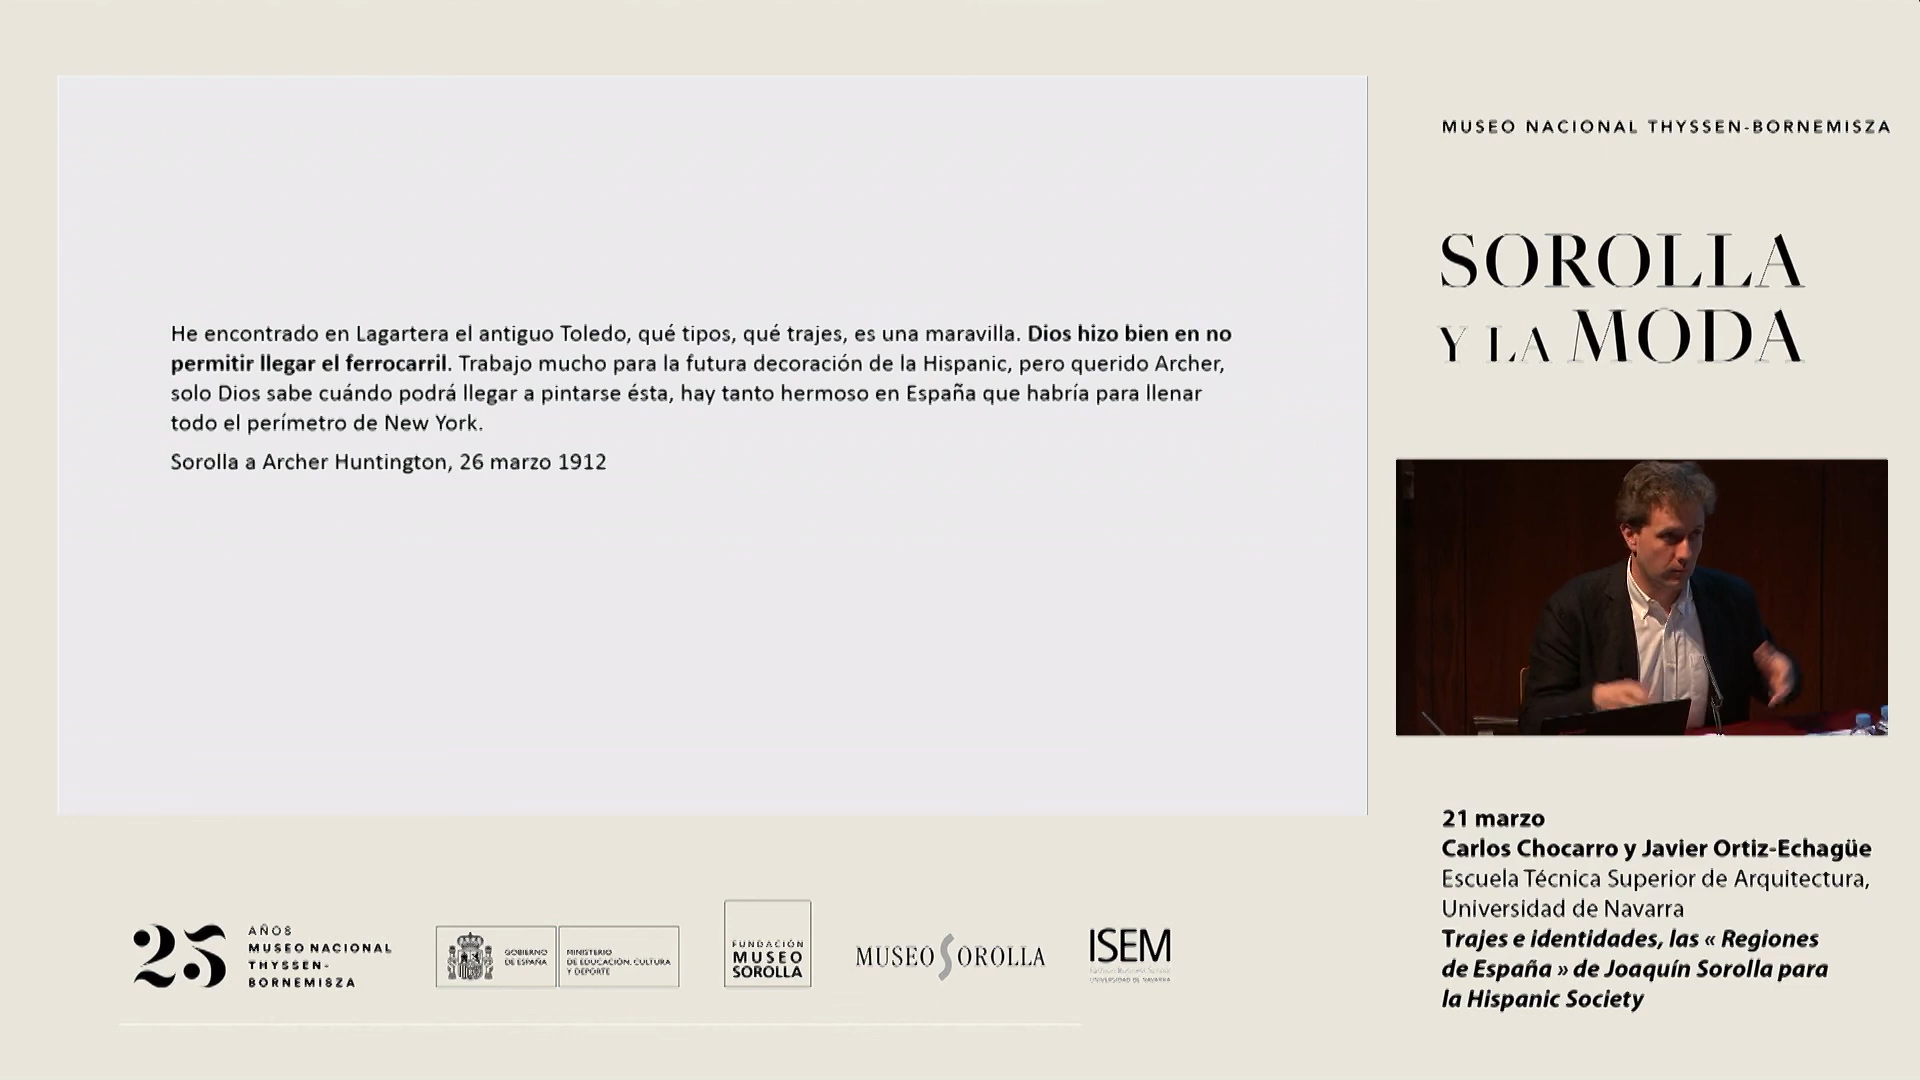 He encontrado en Lagartera el antiguo Toledo, qué tipos, qué trajes, es una maravilla. Dios hizo bien en no
permitir llegar el ferrocarril. Trabajo mucho para la futura decoración de la Hispanic, pero querido Archer,
solo Dios sabe cuándo podrá llegar a pintarse ésta, hay tanto hermoso en España que habría para llenar
todo el perímetro de New York.
Sorolla a Archer Huntington, 26 marzo 1912
MUSEO NACIONAL THYSSEN-BORNEMISZA
SOROLLA
Y LA MODA
21 marzo
Carlos Chocarro y Javier Ortiz-Echagüe
Escuela Técnica Superior de Arquitectura,
Universidad de Navarra
Trajes e identidades, las « Regiones
de España » de Joaquín Sorolla para
la Hispanic Society
25
AÑOS
MUSEO NACIONAL
THYSSEN-
BORNEMISZA
GOBIERNO
DE ESPAÑA
MINISTERIO
DE EDUCACIÓN, CULTURA
Y DEPORTE
FUNDACIÓN
MUSEO
SOROLLA
MUSEO SOROLLA
ISEM
UNIVERSIDAD DE NAVARRA